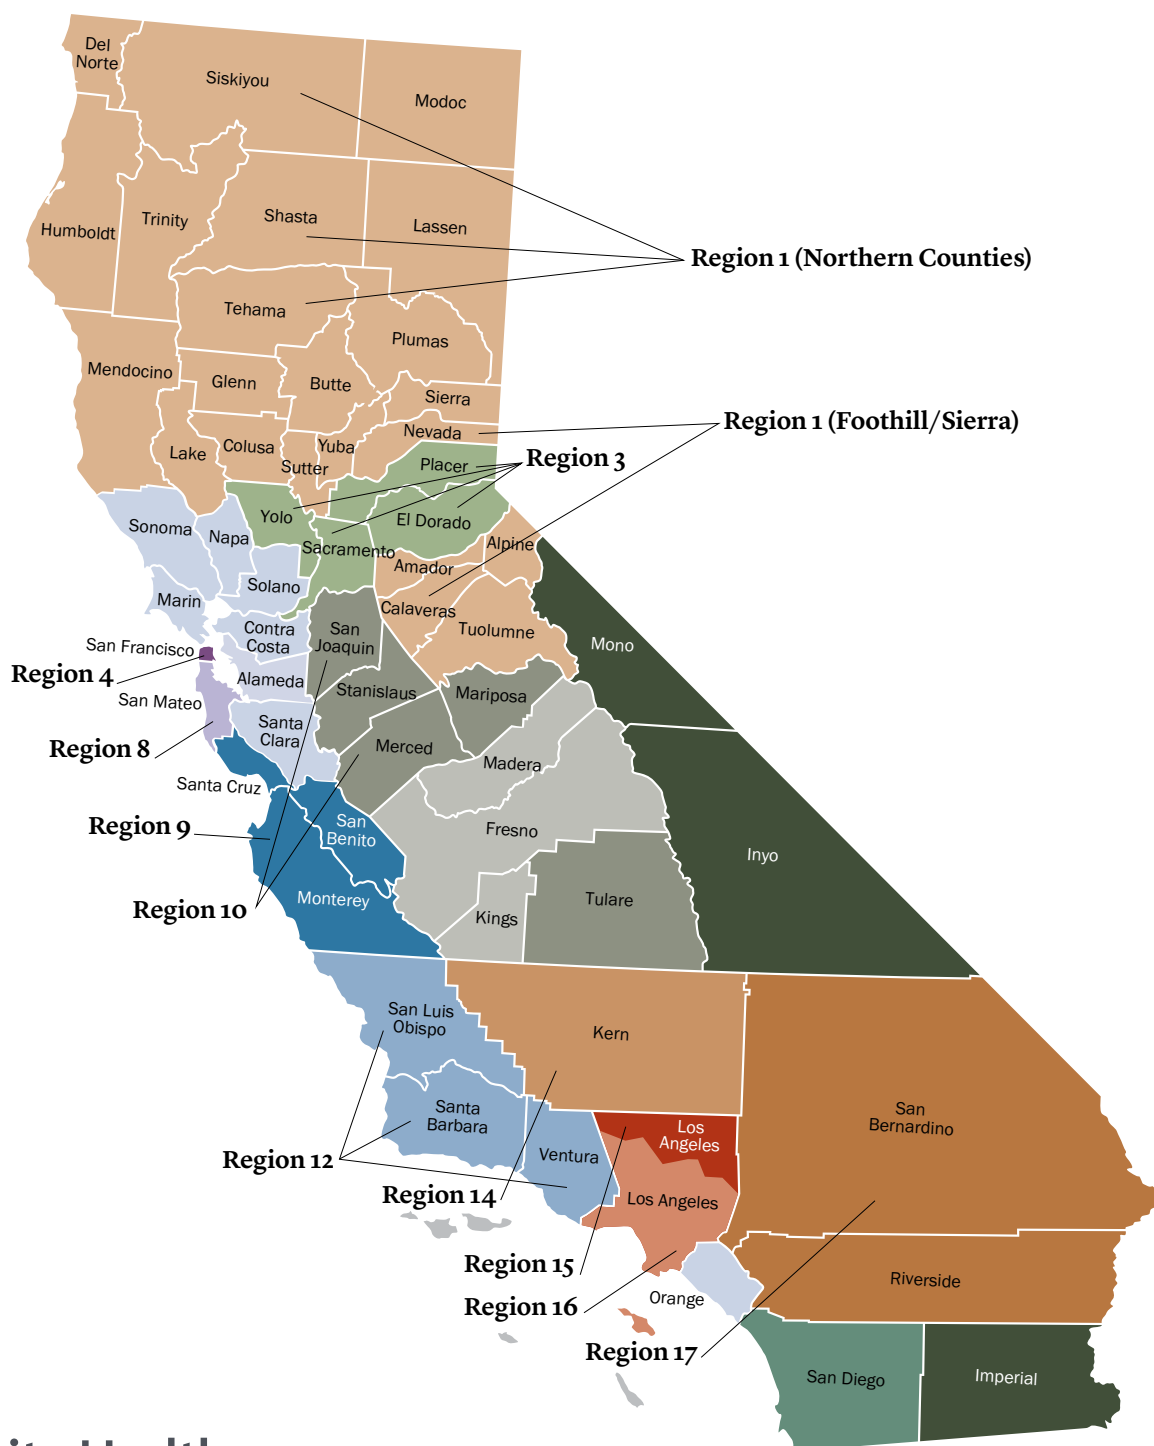 Del
Norte
Siskiyou
Modoc
Humboldt
Trinity
Shasta
Lassen
Region 1 (Northern Counties)
Tehama
Plumas
Mendocino
Glenn
Butte
Sierra
Region 1 (Foothill/Sierra)
Nevada
Lake
Colusa
Yuba
Sutter
Placer
Region 3
Yolo
El Dorado
Sonoma
Napa
Sacramento
Alpine
Amador
Solano
Marin
Calaveras
Contra
Costa
San
Joaquin
Tuolumne
Mono
San Francisco
Region 4
Alameda
Stanislaus
Mariposa
San Mateo
Santa
Clara
Region 8
Merced
Madera
Santa Cruz
Region 9
San
Benito
Fresno
Inyo
Region 10
Monterey
Kings
Tulare
San Luis
Obispo
Kern
Santa
Barbara
San
Bernardino
Los
Angeles
Region 12
Ventura
Region 14
Los Angeles
Region 15
Riverside
Region 16
Orange
Region 17
San Diego
Imperial